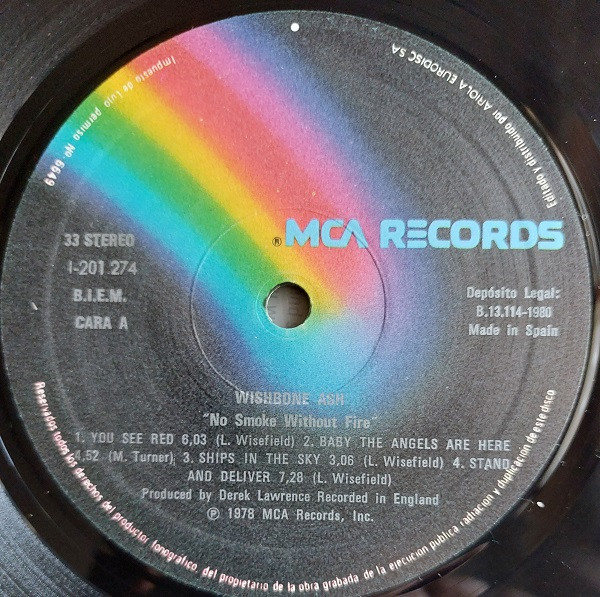 Impuesto de Lujo permiso Nº 6649
Editado y distribuido por ARIOLA EURODISC SA
® MCA RECORDS
33 STEREO
I-201.274
B.I.E.M.
CARA A
Depósito Legal:
B.13.114-1980
Made in Spain
WISHBONE ASH
"No Smoke Without Fire"
1. YOU SEE RED 6,03 (L. Wisefield) 2. BABY THE ANGELS ARE HERE
4,52 (M. Turner) 3. SHIPS IN THE SKY 3,06 (L. Wisefield) 4. STAND
AND DELIVER 7,28 (L. Wisefield)
Produced by Derek Lawrence Recorded in England
℗ 1978 MCA Records, Inc.
Reservados todos los derechos del productor fonográfico, del propietario de la obra grabada, de la ejecucion publica radiacion y duplicacion de este disco